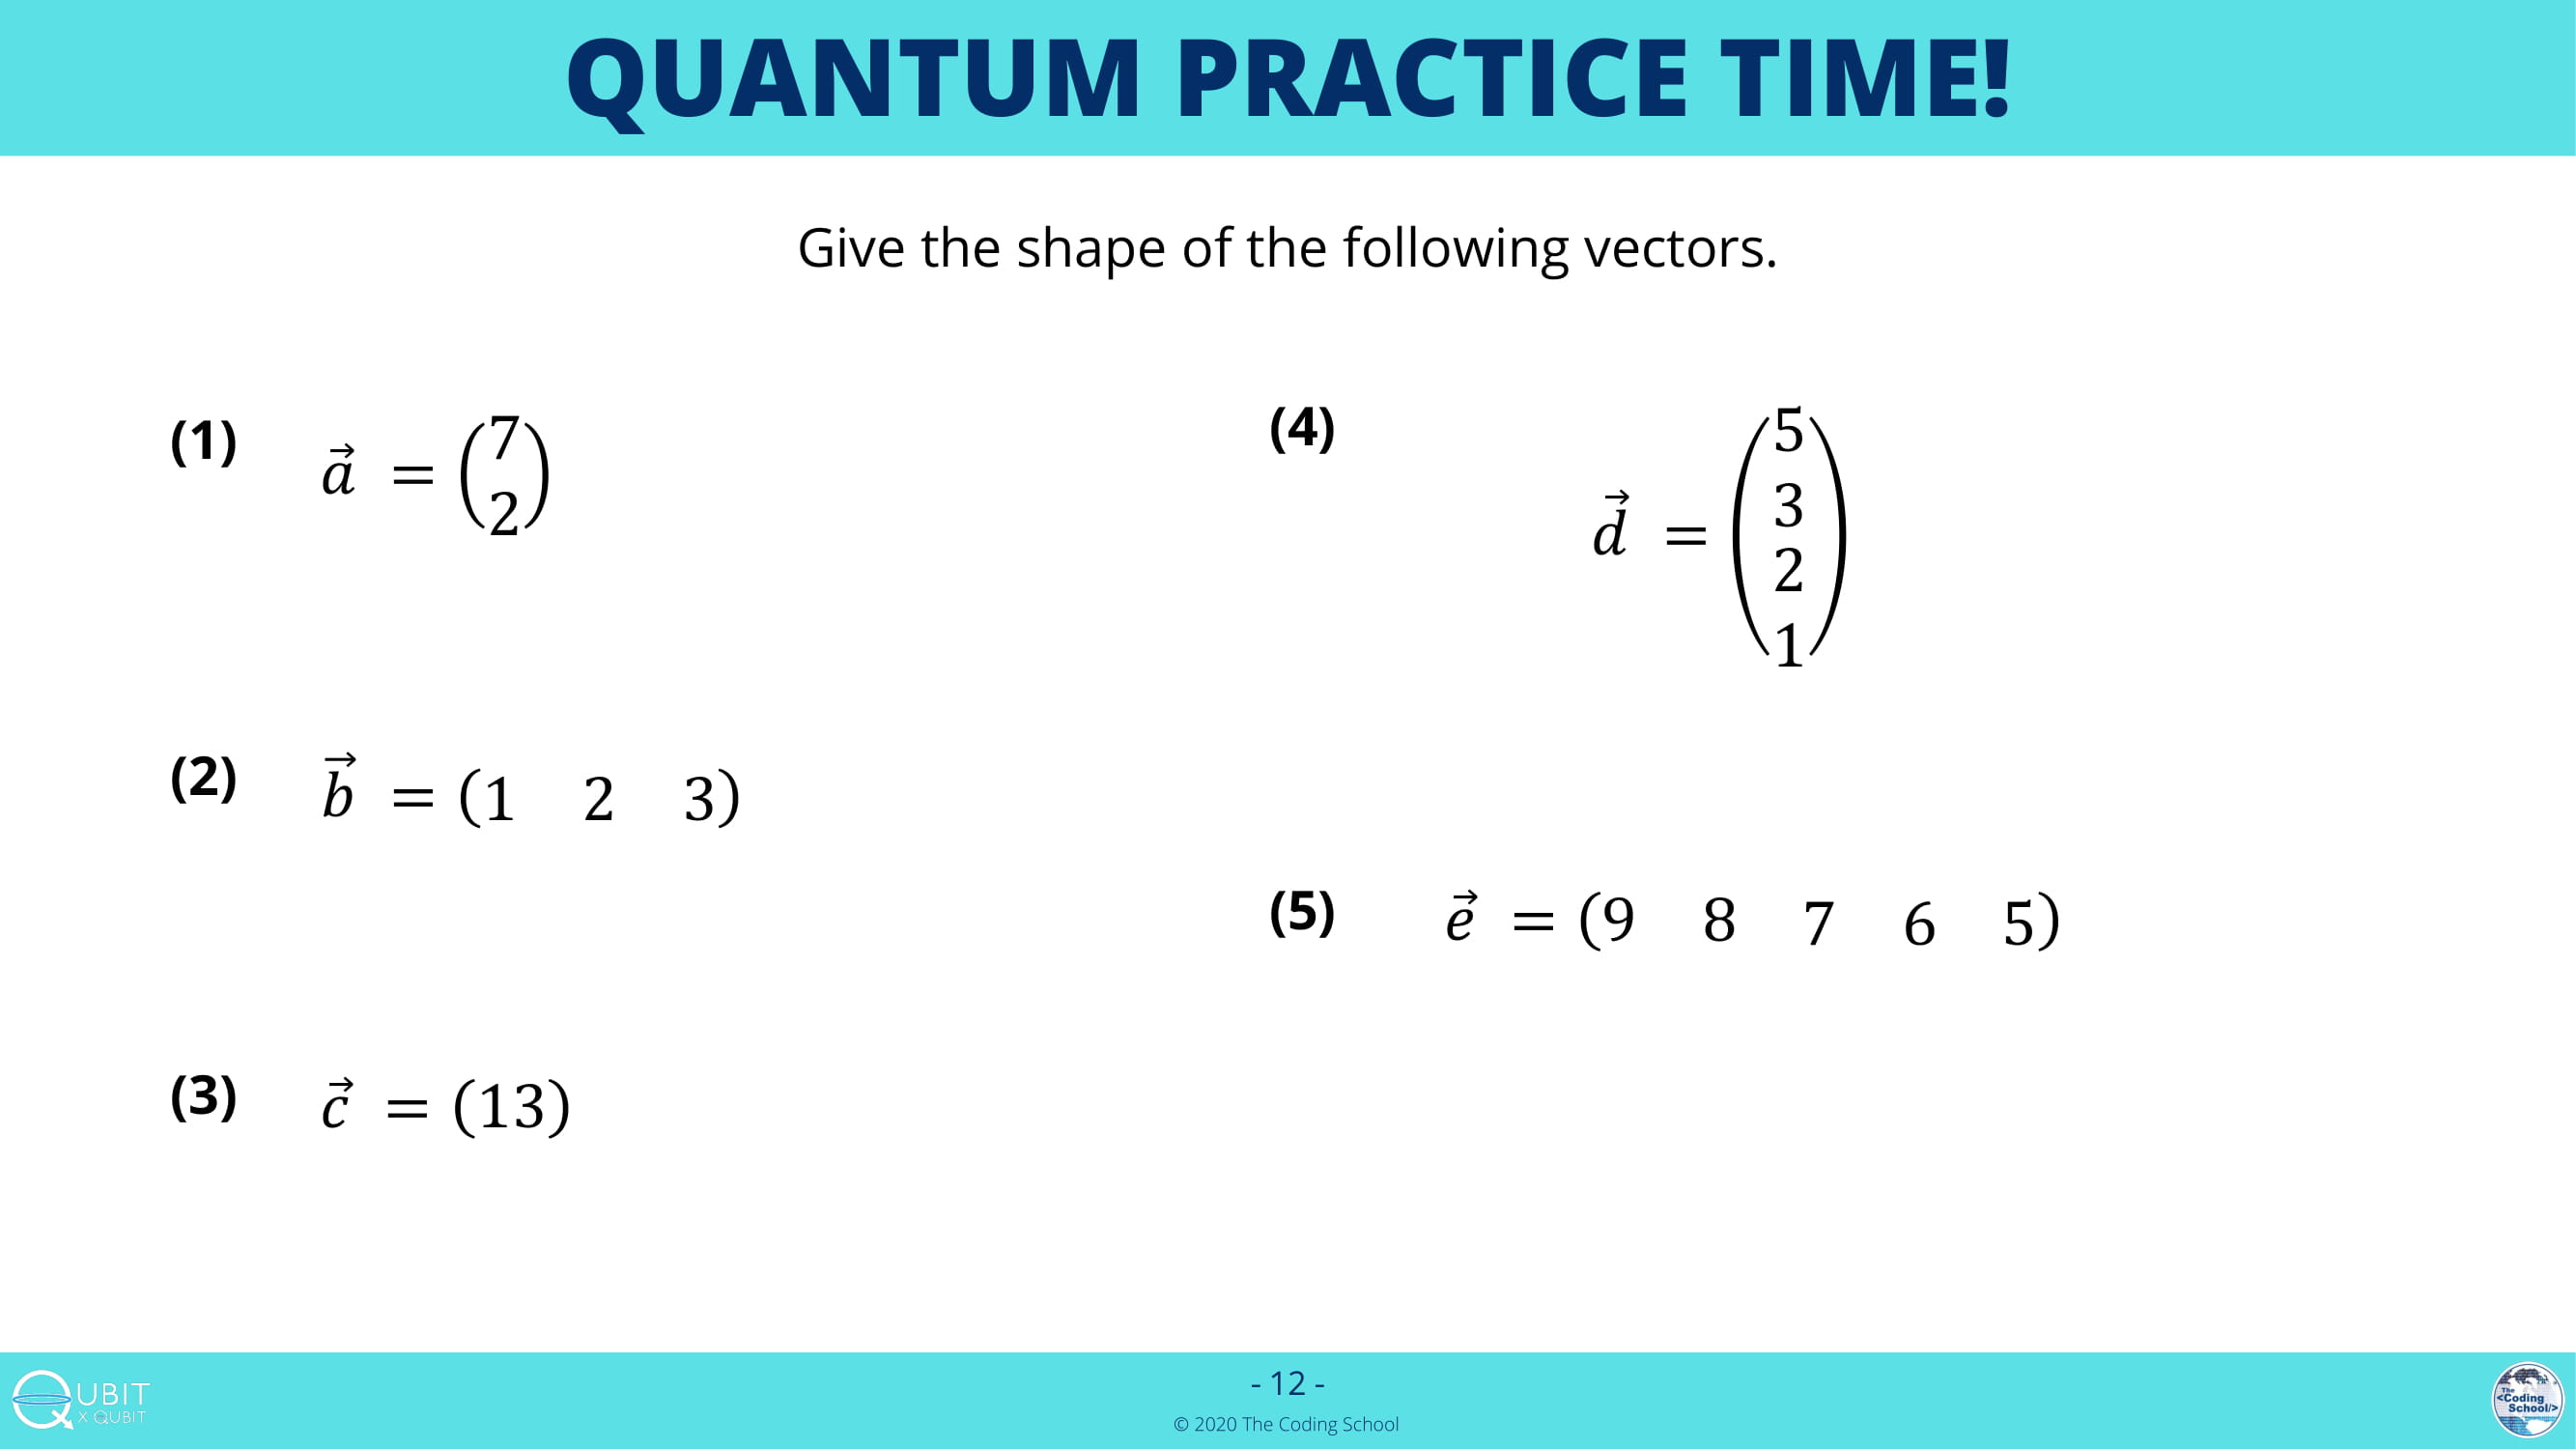 QUANTUM PRACTICE TIME!
Give the shape of the following vectors.
(1) $\vec{a} = \begin{pmatrix} 7 \\ 2 \end{pmatrix}$
(2) $\vec{b} = \begin{pmatrix} 1 & 2 & 3 \end{pmatrix}$
(3) $\vec{c} = (13)$
(4) $\vec{d} = \begin{pmatrix} 5 \\ 3 \\ 2 \\ 1 \end{pmatrix}$
(5) $\vec{e} = \begin{pmatrix} 9 & 8 & 7 & 6 & 5 \end{pmatrix}$
QUBIT
X QUBIT
- 12 -
© 2020 The Coding School
The
<Coding
School/>